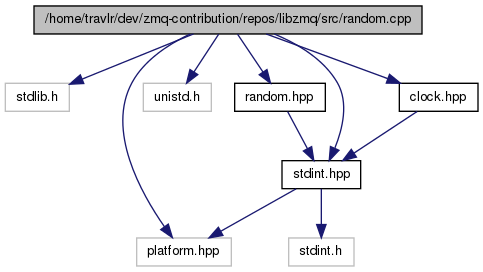 /home/travlr/dev/zmq-contribution/repos/libzmq/src/random.cpp
stdlib.h
unistd.h
random.hpp
clock.hpp
stdint.hpp
platform.hpp
stdint.h